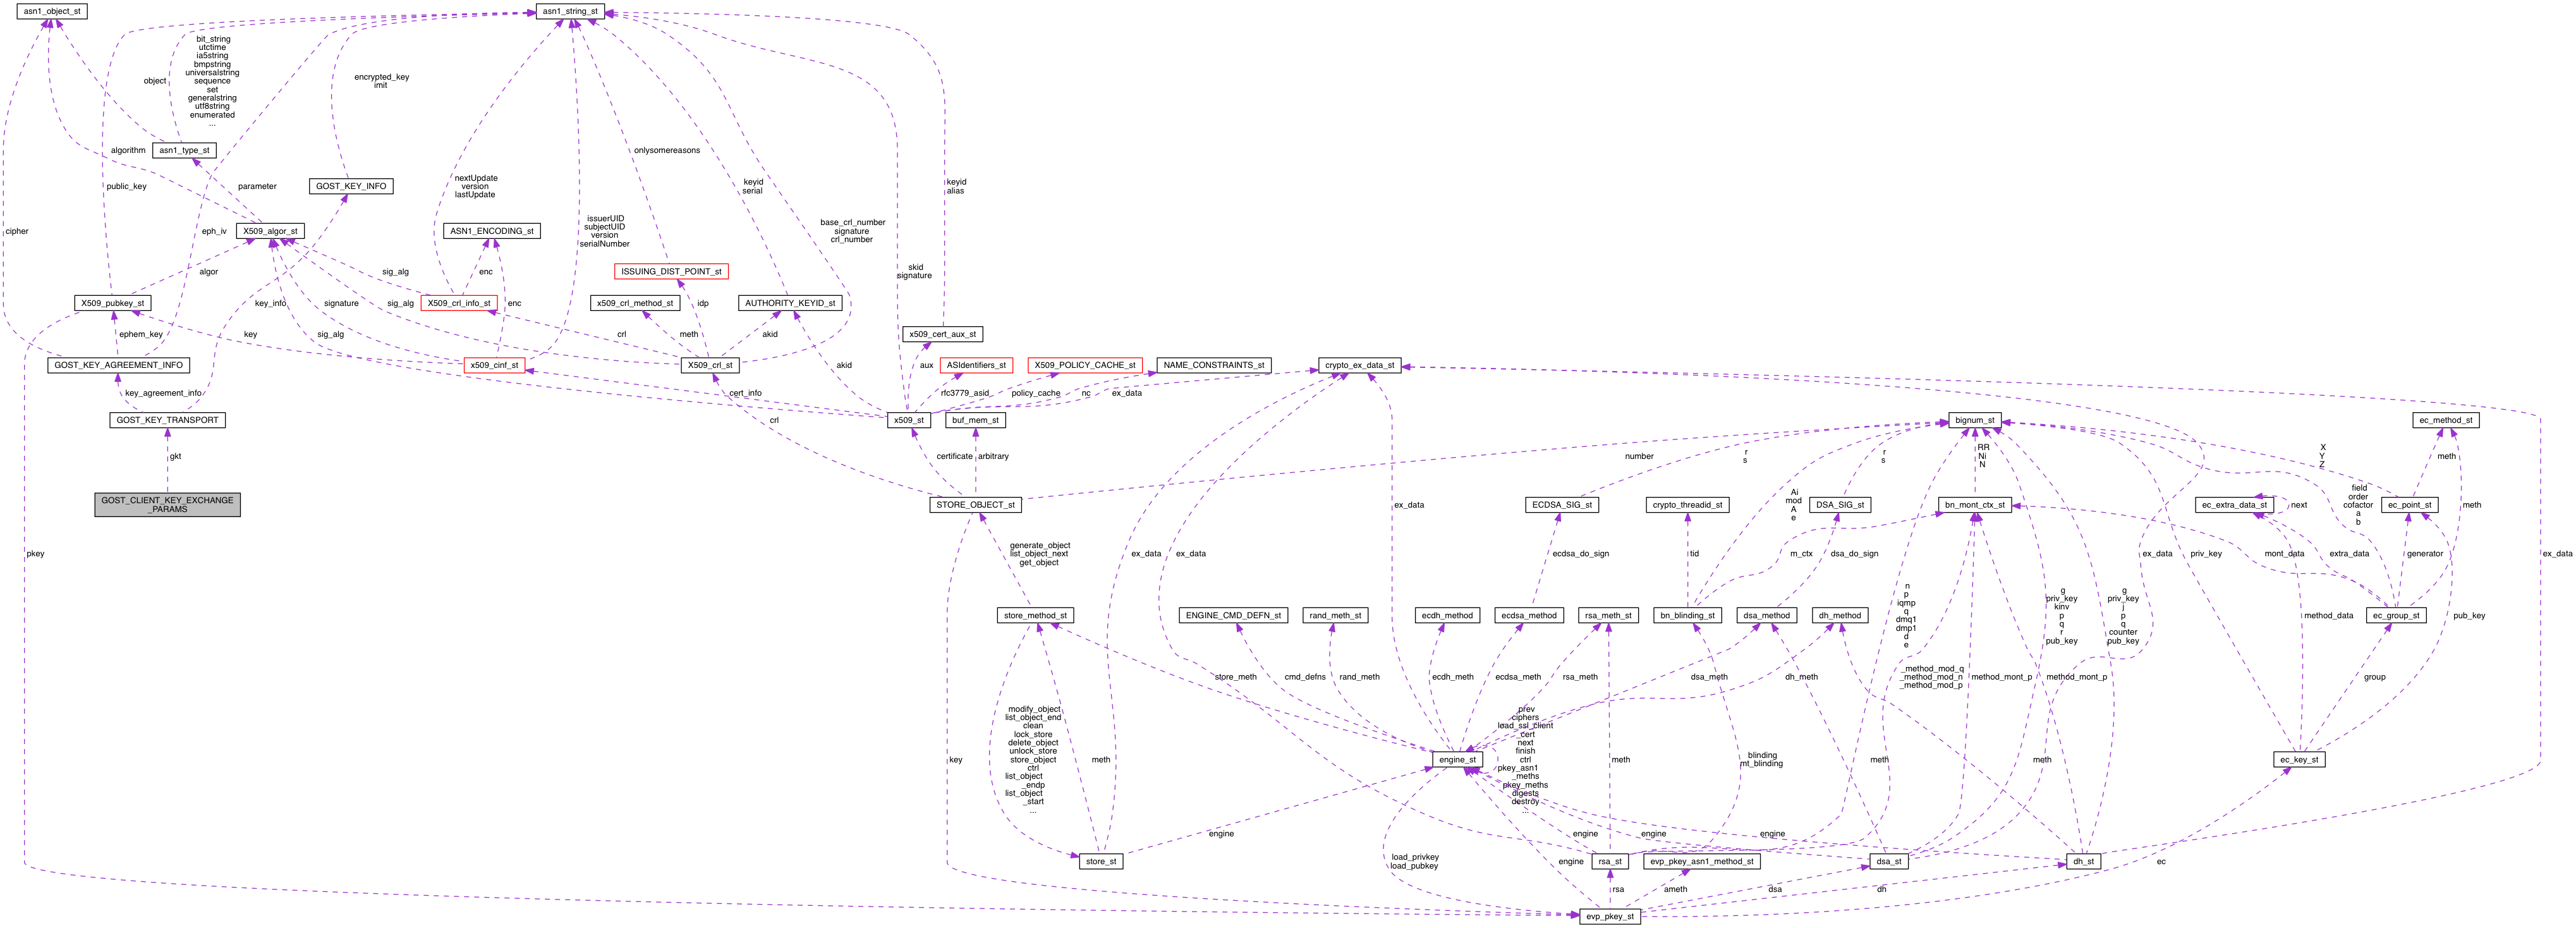 asn1_object_st
asn1_string_st
bit_string
utctime
ia5string
bmpstring
universalstring
sequence
set
generalstring
utf8string
enumerated
...
object
encrypted_key
imit
algorithm
asn1_type_st
onlysomereasons
public_key
parameter
GOST_KEY_INFO
nextUpdate
version
lastUpdate
keyid
serial
keyid
alias
cipher
X509_algor_st
eph_iv
ASN1_ENCODING_st
issuerUID
subjectUID
version
serialNumber
base_crl_number
signature
crl_number
algor
sig_alg
enc
ISSUING_DIST_POINT_st
skid
signature
X509_pubkey_st
key_info
signature
sig_alg
X509_crl_info_st
enc
x509_crl_method_st
idp
AUTHORITY_KEYID_st
ephem_key
key
sig_alg
crl
meth
akid
x509_cert_aux_st
GOST_KEY_AGREEMENT_INFO
x509_cinf_st
X509_crl_st
akid
aux
ASIdentifiers_st
X509_POLICY_CACHE_st
NAME_CONSTRAINTS_st
crypto_ex_data_st
key_agreement_info
cert_info
rfc3779_asid
policy_cache
nc
ex_data
GOST_KEY_TRANSPORT
crl
x509_st
buf_mem_st
bignum_st
ec_method_st
gkt
certificate
arbitrary
number
r
s
r
s
RR
Ni
N
X
Y
Z
meth
GOST_CLIENT_KEY_EXCHANGE
_PARAMS
STORE_OBJECT_st
ex_data
ECDSA_SIG_st
crypto_threadid_st
Ai
mod
A
e
DSA_SIG_st
bn_mont_ctx_st
ec_extra_data_st
next
field
order
cofactor
a
b
ec_point_st
meth
pkey
generate_object
list_object_next
get_object
ex_data
ex_data
ecdsa_do_sign
tid
m_ctx
dsa_do_sign
ex_data
priv_key
mont_data
extra_data
generator
ex_data
store_method_st
ENGINE_CMD_DEFN_st
rand_meth_st
ecdh_method
ecdsa_method
rsa_meth_st
bn_blinding_st
dsa_method
dh_method
n
p
iqmp
q
dmq1
dmp1
d
e
g
priv_key
kinv
p
q
r
pub_key
g
priv_key
j
p
q
counter
pub_key
method_data
ec_group_st
pub_key
store_meth
cmd_defns
rand_meth
ecdh_meth
ecdsa_meth
rsa_meth
dsa_meth
dh_meth
_method_mod_q
_method_mod_n
_method_mod_p
method_mont_p
method_mont_p
group
modify_object
list_object_end
clean
lock_store
delete_object
unlock_store
store_object
ctrl
list_object
_endp
list_object
_start
...
key
meth
engine_st
prev
ciphers
load_ssl_client
_cert
next
finish
ctrl
pkey_asn1
_meths
pkey_meths
digests
destroy
...
meth
blinding
mt_blinding
meth
meth
ec_key_st
engine
engine
engine
engine
store_st
load_privkey
load_pubkey
engine
rsa_st
evp_pkey_asn1_method_st
dsa_st
dh_st
ec
rsa
ameth
dsa
dh
evp_pkey_st